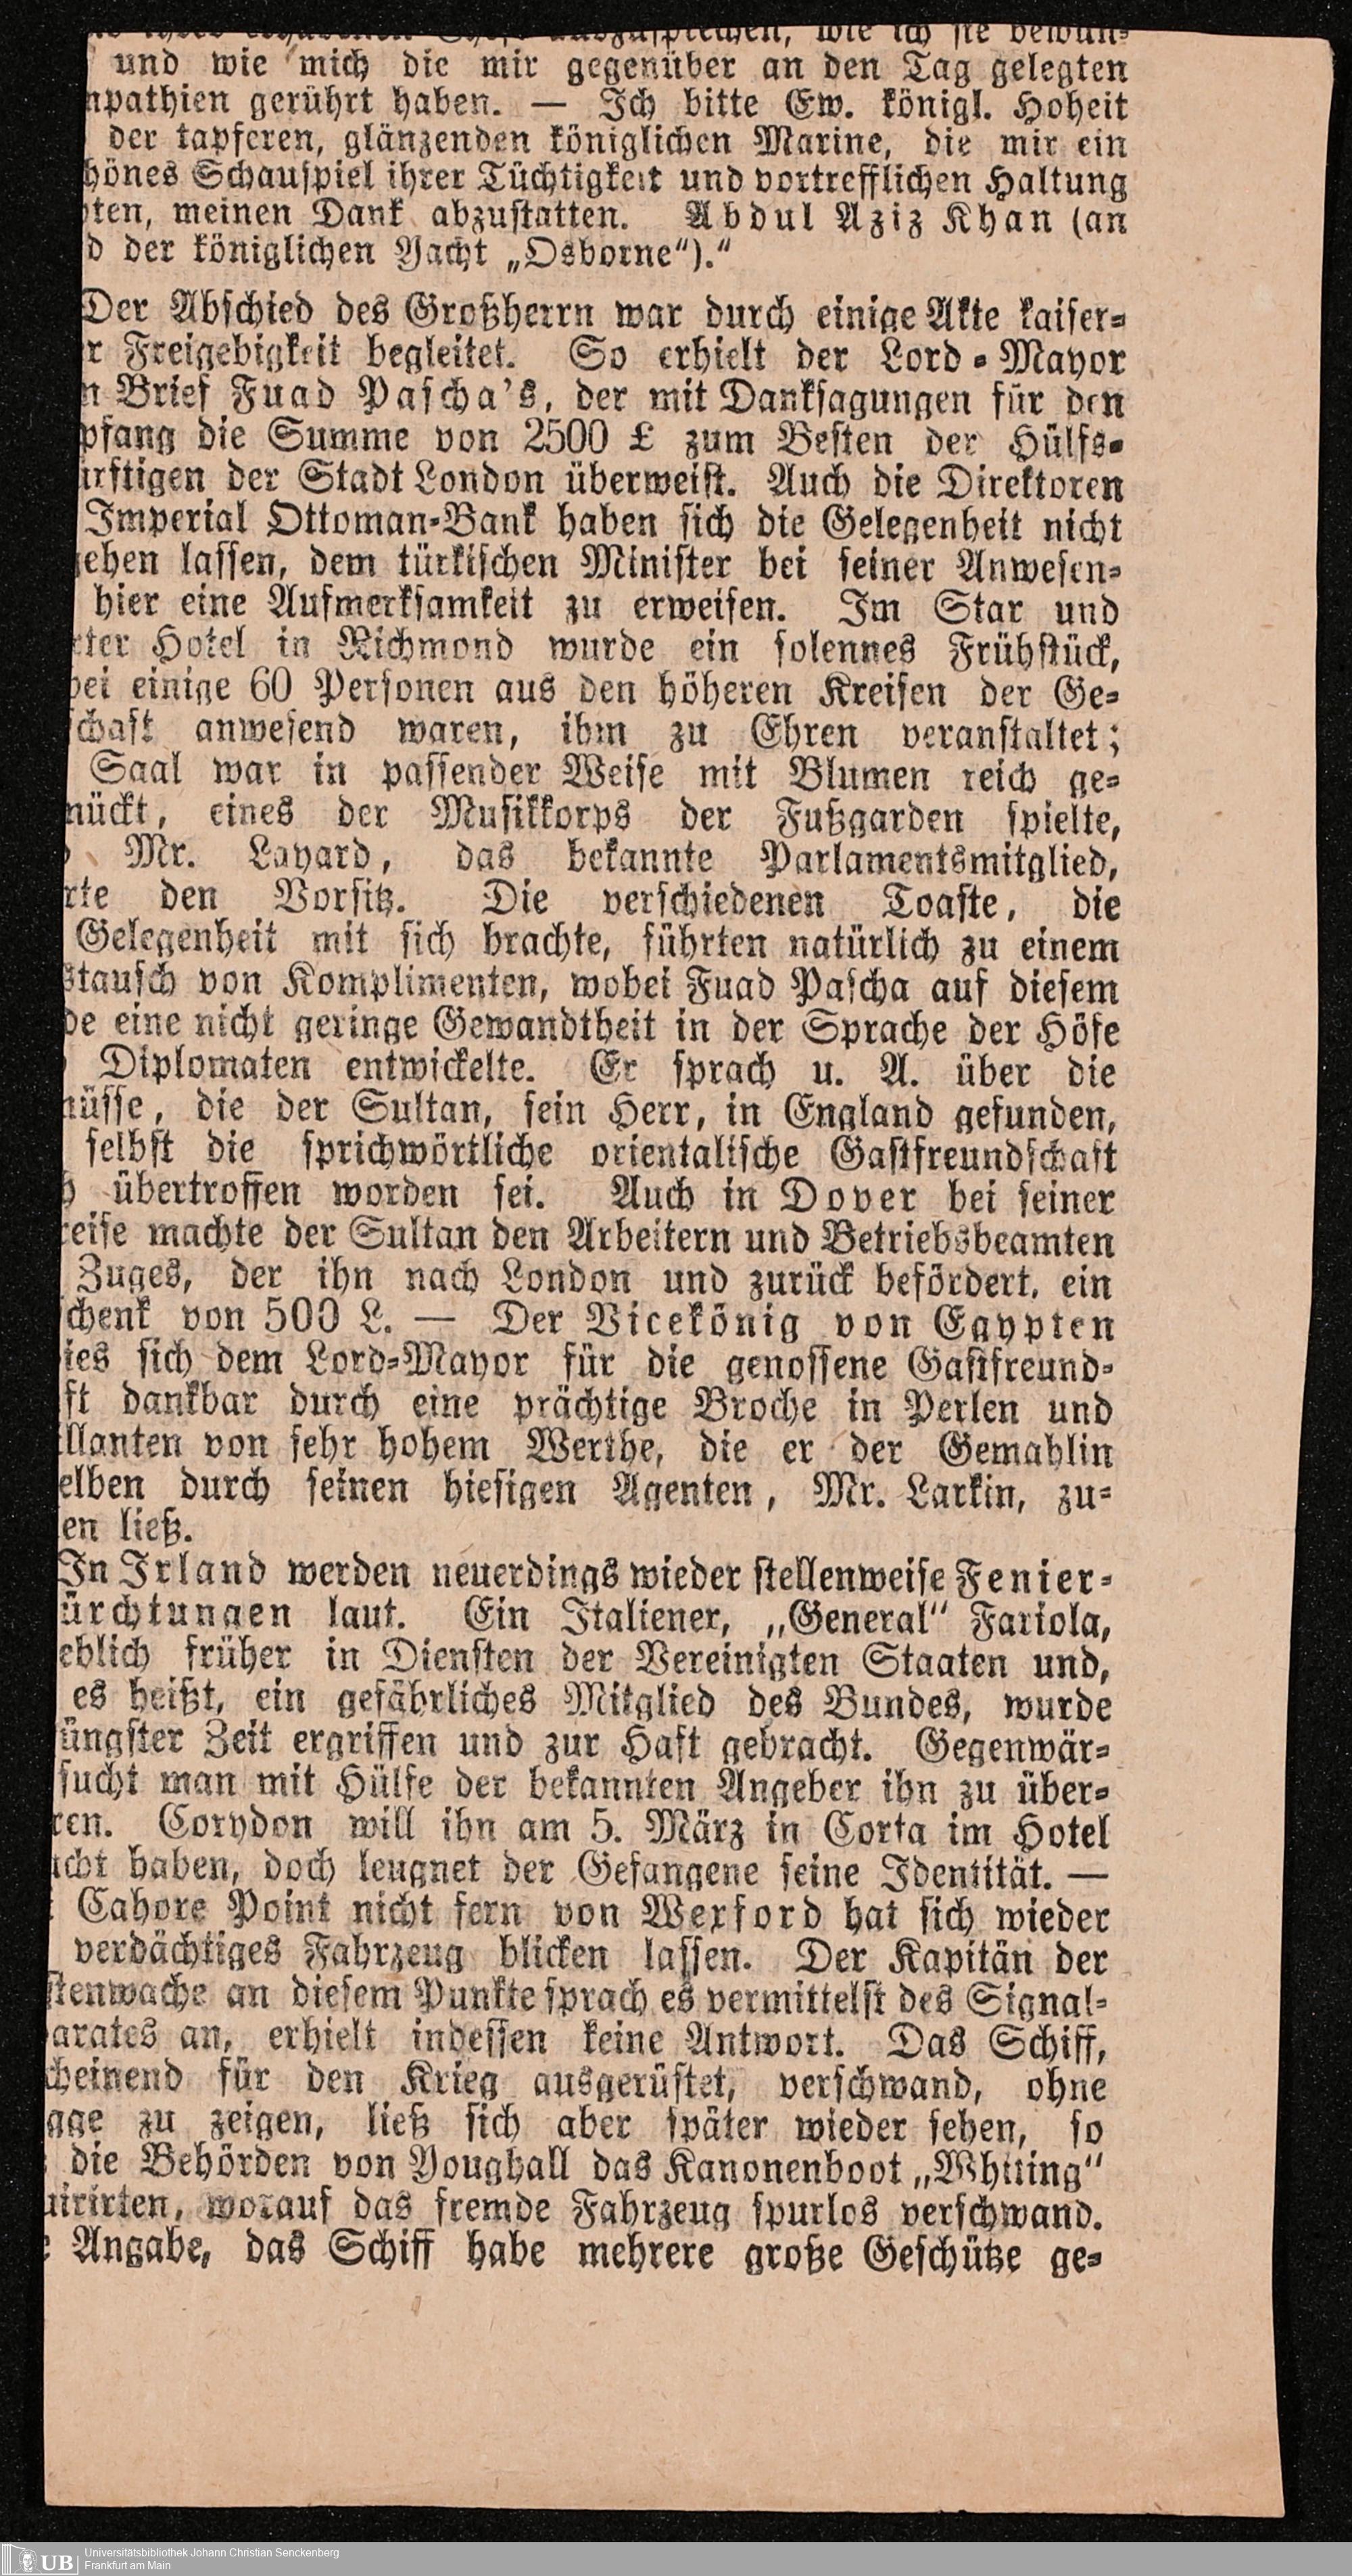 und wie mich die mir gegenüber an den Tag gelegten
npathien gerührt haben. — Ich bitte Ew. königl. Hoheit
der tapferen, glänzenden königlichen Marine, die mir ein
hönes Schauspiel ihrer Tüchtigkeit und vortrefflichen Haltung
ten, meinen Dank abzustatten. Abdul Aziz Khan (an
d der königlichen Yacht „Osborne“).“
Der Abschied des Großherrn war durch einige Akte kaiser-
r Freigebigkeit begleitet. So erhielt der Lord-Mayor
n Brief Fuad Pascha's, der mit Danksagungen für den
pfang die Summe von 2500 £ zum Besten der Hülfs-
ürftigen der Stadt London überweist. Auch die Direktoren
Imperial Ottoman-Bank haben sich die Gelegenheit nicht
gehen lassen, dem türkischen Minister bei seiner Anwesen-
hier eine Aufmerksamkeit zu erweisen. Im Star und
rter Hotel in Richmond wurde ein solennes Frühstück,
bei einige 60 Personen aus den höheren Kreisen der Ge-
schaft anwesend waren, ihm zu Ehren veranstaltet;
Saal war in passender Weise mit Blumen reich ge-
mückt, eines der Musikkorps der Fußgarden spielte,
Mr. Layard, das bekannte Parlamentsmitglied,
rte den Vorsitz. Die verschiedenen Toaste, die
Gelegenheit mit sich brachte, führten natürlich zu einem
stausch von Komplimenten, wobei Fuad Pascha auf diesem
de eine nicht geringe Gewandtheit in der Sprache der Höfe
Diplomaten entwickelte. Er sprach u. A. über die
nüsse, die der Sultan, sein Herr, in England gefunden,
selbst die sprichwörtliche orientalische Gastfreundschaft
h übertroffen worden sei. Auch in Dover bei seiner
reise machte der Sultan den Arbeitern und Betriebsbeamten
Zuges, der ihn nach London und zurück befördert, ein
schenk von 500 L. — Der Vicekönig von Egypten
ies sich dem Lord-Mayor für die genossene Gastfreund-
ft dankbar durch eine prächtige Broche in Perlen und
illanten von sehr hohem Werthe, die er der Gemahlin
elben durch seinen hiesigen Agenten, Mr. Larkin, zu-
en ließ.
In Irland werden neuerdings wieder stellenweise Fenier-
ürchtungen laut. Ein Italiener, „General“ Fariola,
eblich früher in Diensten der Vereinigten Staaten und,
es heißt, ein gefährliches Mitglied des Bundes, wurde
üngster Zeit ergriffen und zur Haft gebracht. Gegenwär-
sucht man mit Hülfe der bekannten Angeber ihn zu über-
ren. Corydon will ihn am 5. März in Corta im Hotel
ucht haben, doch leugnet der Gefangene seine Identität. —
Cahore Point nicht fern von Wexford hat sich wieder
verdächtiges Fahrzeug blicken lassen. Der Kapitän der
stenwache an diesem Punkte sprach es vermittelst des Signal-
arates an, erhielt indessen keine Antwort. Das Schiff,
cheinend für den Krieg ausgerüstet, verschwand, ohne
gge zu zeigen, ließ sich aber später wieder sehen, so
die Behörden von Youghall das Kanonenboot „Whiting“
uirirten, worauf das fremde Fahrzeug spurlos verschwand.
Angabe, das Schiff habe mehrere große Geschütze ge-
UB
Universitätsbibliothek Johann Christian Senckenberg
Frankfurt am Main